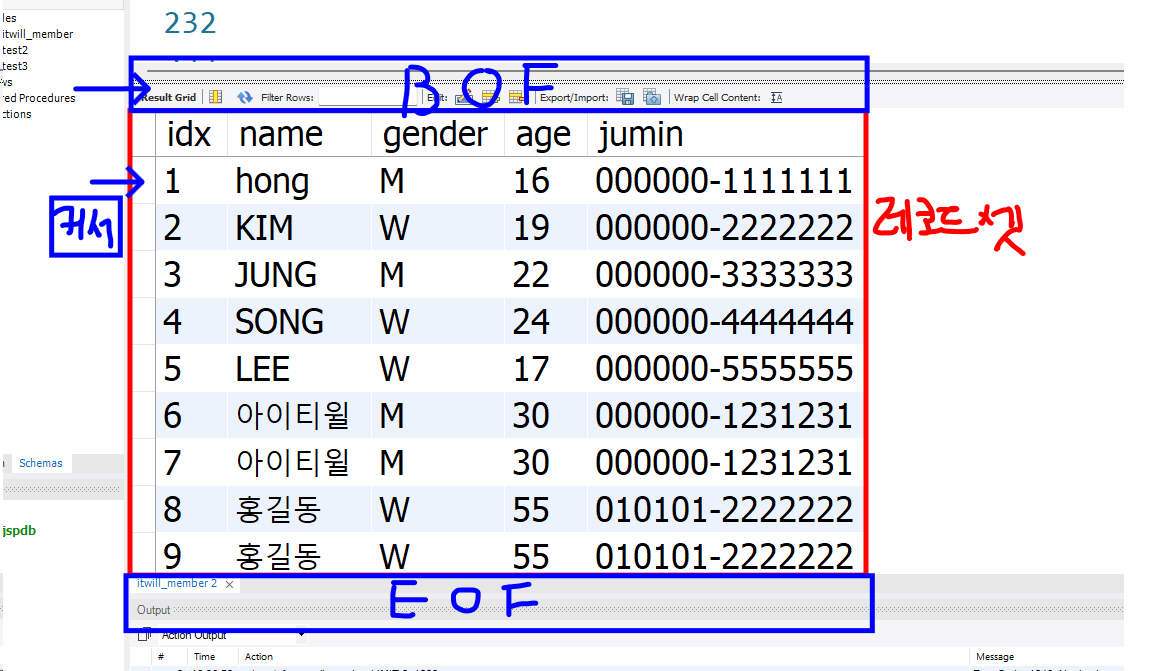 232
les
itwill_member
test2
test3
vs
red Procedures
ctions
BOF
Result Grid Filter Rows: Edit: Export/Import: Wrap Cell Content:
idx name gender age jumin
1 hong M 16 000000-1111111
2 KIM W 19 000000-2222222
3 JUNG M 22 000000-3333333
4 SONG W 24 000000-4444444
5 LEE W 17 000000-5555555
6 아이티윌 M 30 000000-1231231
7 아이티윌 M 30 000000-1231231
8 홍길동 W 55 010101-2222222
9 홍길동 W 55 010101-2222222
커서
레코드셋
Schemas
jspdb
itwill_member 2
EOF
Output
Action Output
# Time Action Message